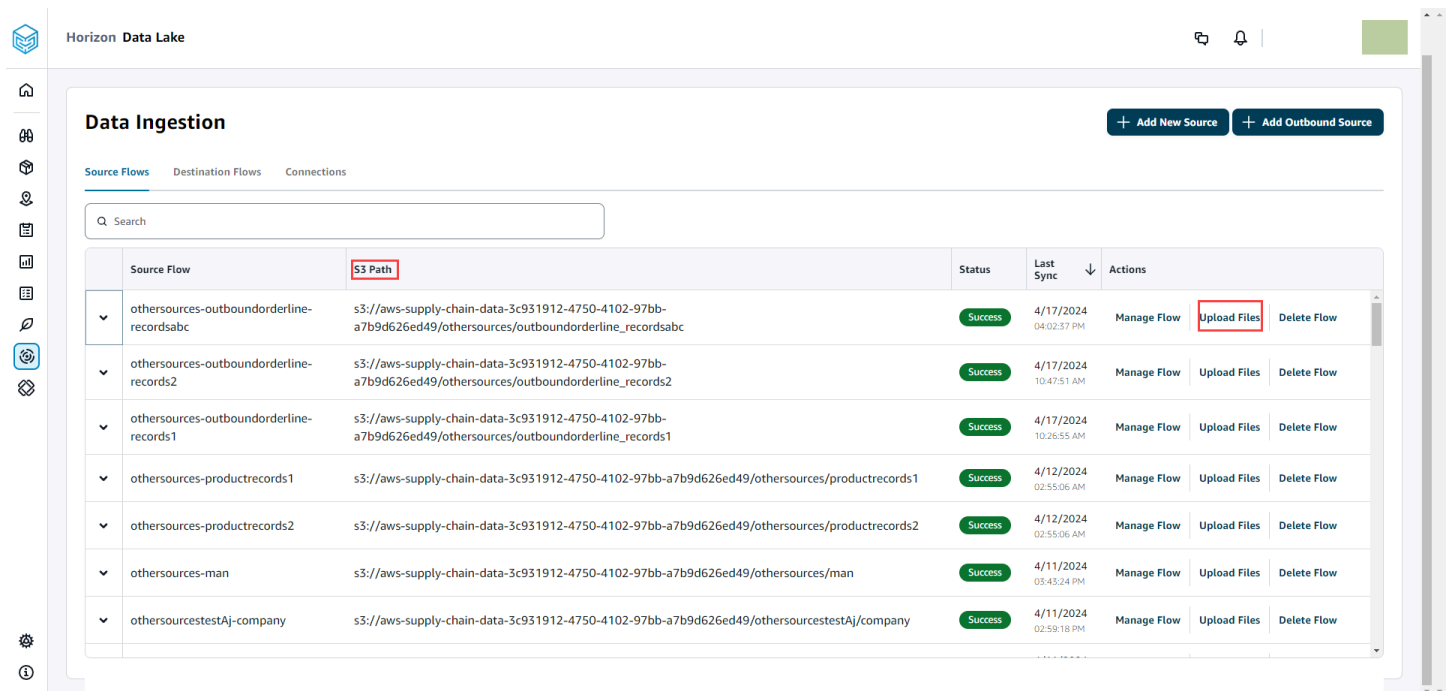 Horizon Data Lake
Data Ingestion
Add New Source
Add Outbound Source
Source Flows
Destination Flows
Connections
Search
Source Flow
S3 Path
Status
Last
Sync
Actions
othersources-outboundorderline-
recordsabc
s3://aws-supply-chain-data-3c931912-4750-4102-97bb-
a7b9d626ed49/othersources/outboundorderline_recordsabc
Success
4/17/2024
04:02:37 PM
Manage Flow
Upload Files
Delete Flow
othersources-outboundorderline-
records2
s3://aws-supply-chain-data-3c931912-4750-4102-97bb-
a7b9d626ed49/othersources/outboundorderline_records2
Success
4/17/2024
10:47:51 AM
Manage Flow
Upload Files
Delete Flow
othersources-outboundorderline-
records1
s3://aws-supply-chain-data-3c931912-4750-4102-97bb-
a7b9d626ed49/othersources/outboundorderline_records1
Success
4/17/2024
10:26:55 AM
Manage Flow
Upload Files
Delete Flow
othersources-productrecords1
s3://aws-supply-chain-data-3c931912-4750-4102-97bb-a7b9d626ed49/othersources/productrecords1
Success
4/12/2024
02:55:06 AM
Manage Flow
Upload Files
Delete Flow
othersources-productrecords2
s3://aws-supply-chain-data-3c931912-4750-4102-97bb-a7b9d626ed49/othersources/productrecords2
Success
4/12/2024
02:55:06 AM
Manage Flow
Upload Files
Delete Flow
othersources-man
s3://aws-supply-chain-data-3c931912-4750-4102-97bb-a7b9d626ed49/othersources/man
Success
4/11/2024
03:43:24 PM
Manage Flow
Upload Files
Delete Flow
othersourcestestAj-company
s3://aws-supply-chain-data-3c931912-4750-4102-97bb-a7b9d626ed49/othersourcestestAj/company
Success
4/11/2024
02:59:18 PM
Manage Flow
Upload Files
Delete Flow